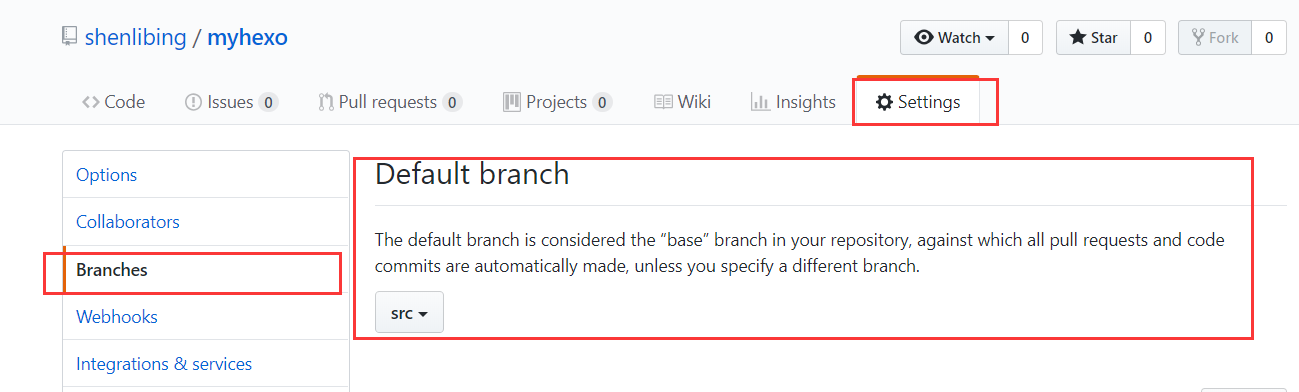 shenlibing / myhexo
Watch 0 Star 0 Fork 0
Code Issues 0 Pull requests 0 Projects 0 Wiki Insights Settings
Options
Collaborators
Branches
Webhooks
Integrations & services
Default branch
The default branch is considered the “base” branch in your repository, against which all pull requests and code
commits are automatically made, unless you specify a different branch.
src